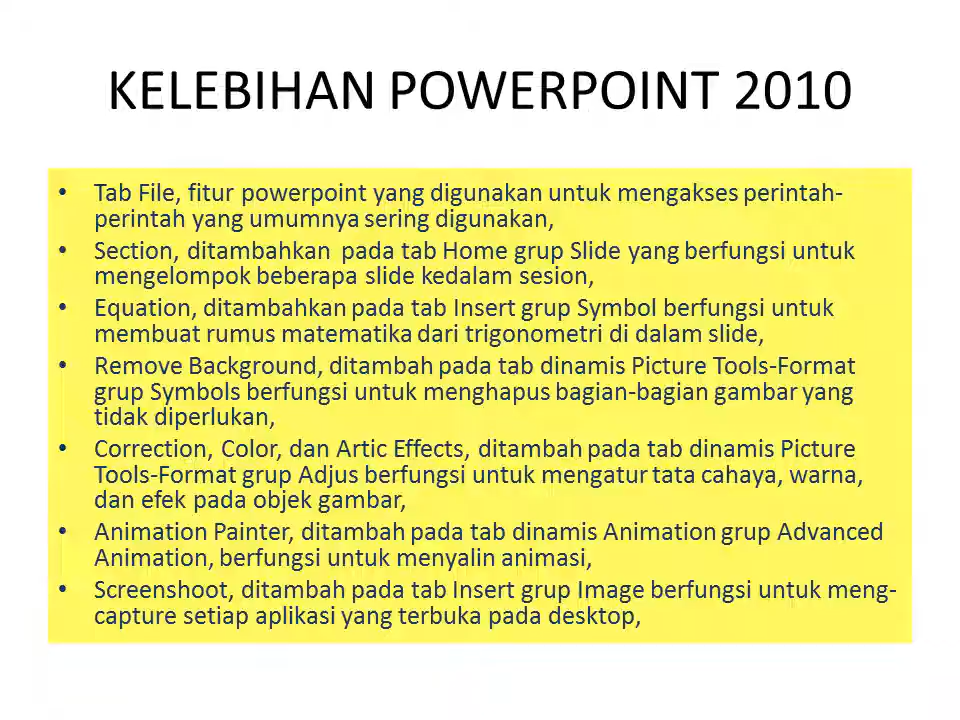 KELEBIHAN POWERPOINT 2010
• Tab File, fitur powerpoint yang digunakan untuk mengakses perintah-
perintah yang umumnya sering digunakan,
• Section, ditambahkan pada tab Home grup Slide yang berfungsi untuk
mengelompok beberapa slide kedalam sesion,
• Equation, ditambahkan pada tab Insert grup Symbol berfungsi untuk
membuat rumus matematika dari trigonometri di dalam slide,
• Remove Background, ditambah pada tab dinamis Picture Tools-Format
grup Symbols berfungsi untuk menghapus bagian-bagian gambar yang
tidak diperlukan,
• Correction, Color, dan Artic Effects, ditambah pada tab dinamis Picture
Tools-Format grup Adjus berfungsi untuk mengatur tata cahaya, warna,
dan efek pada objek gambar,
• Animation Painter, ditambah pada tab dinamis Animation grup Advanced
Animation, berfungsi untuk menyalin animasi,
• Screenshoot, ditambah pada tab Insert grup Image berfungsi untuk meng-
capture setiap aplikasi yang terbuka pada desktop,